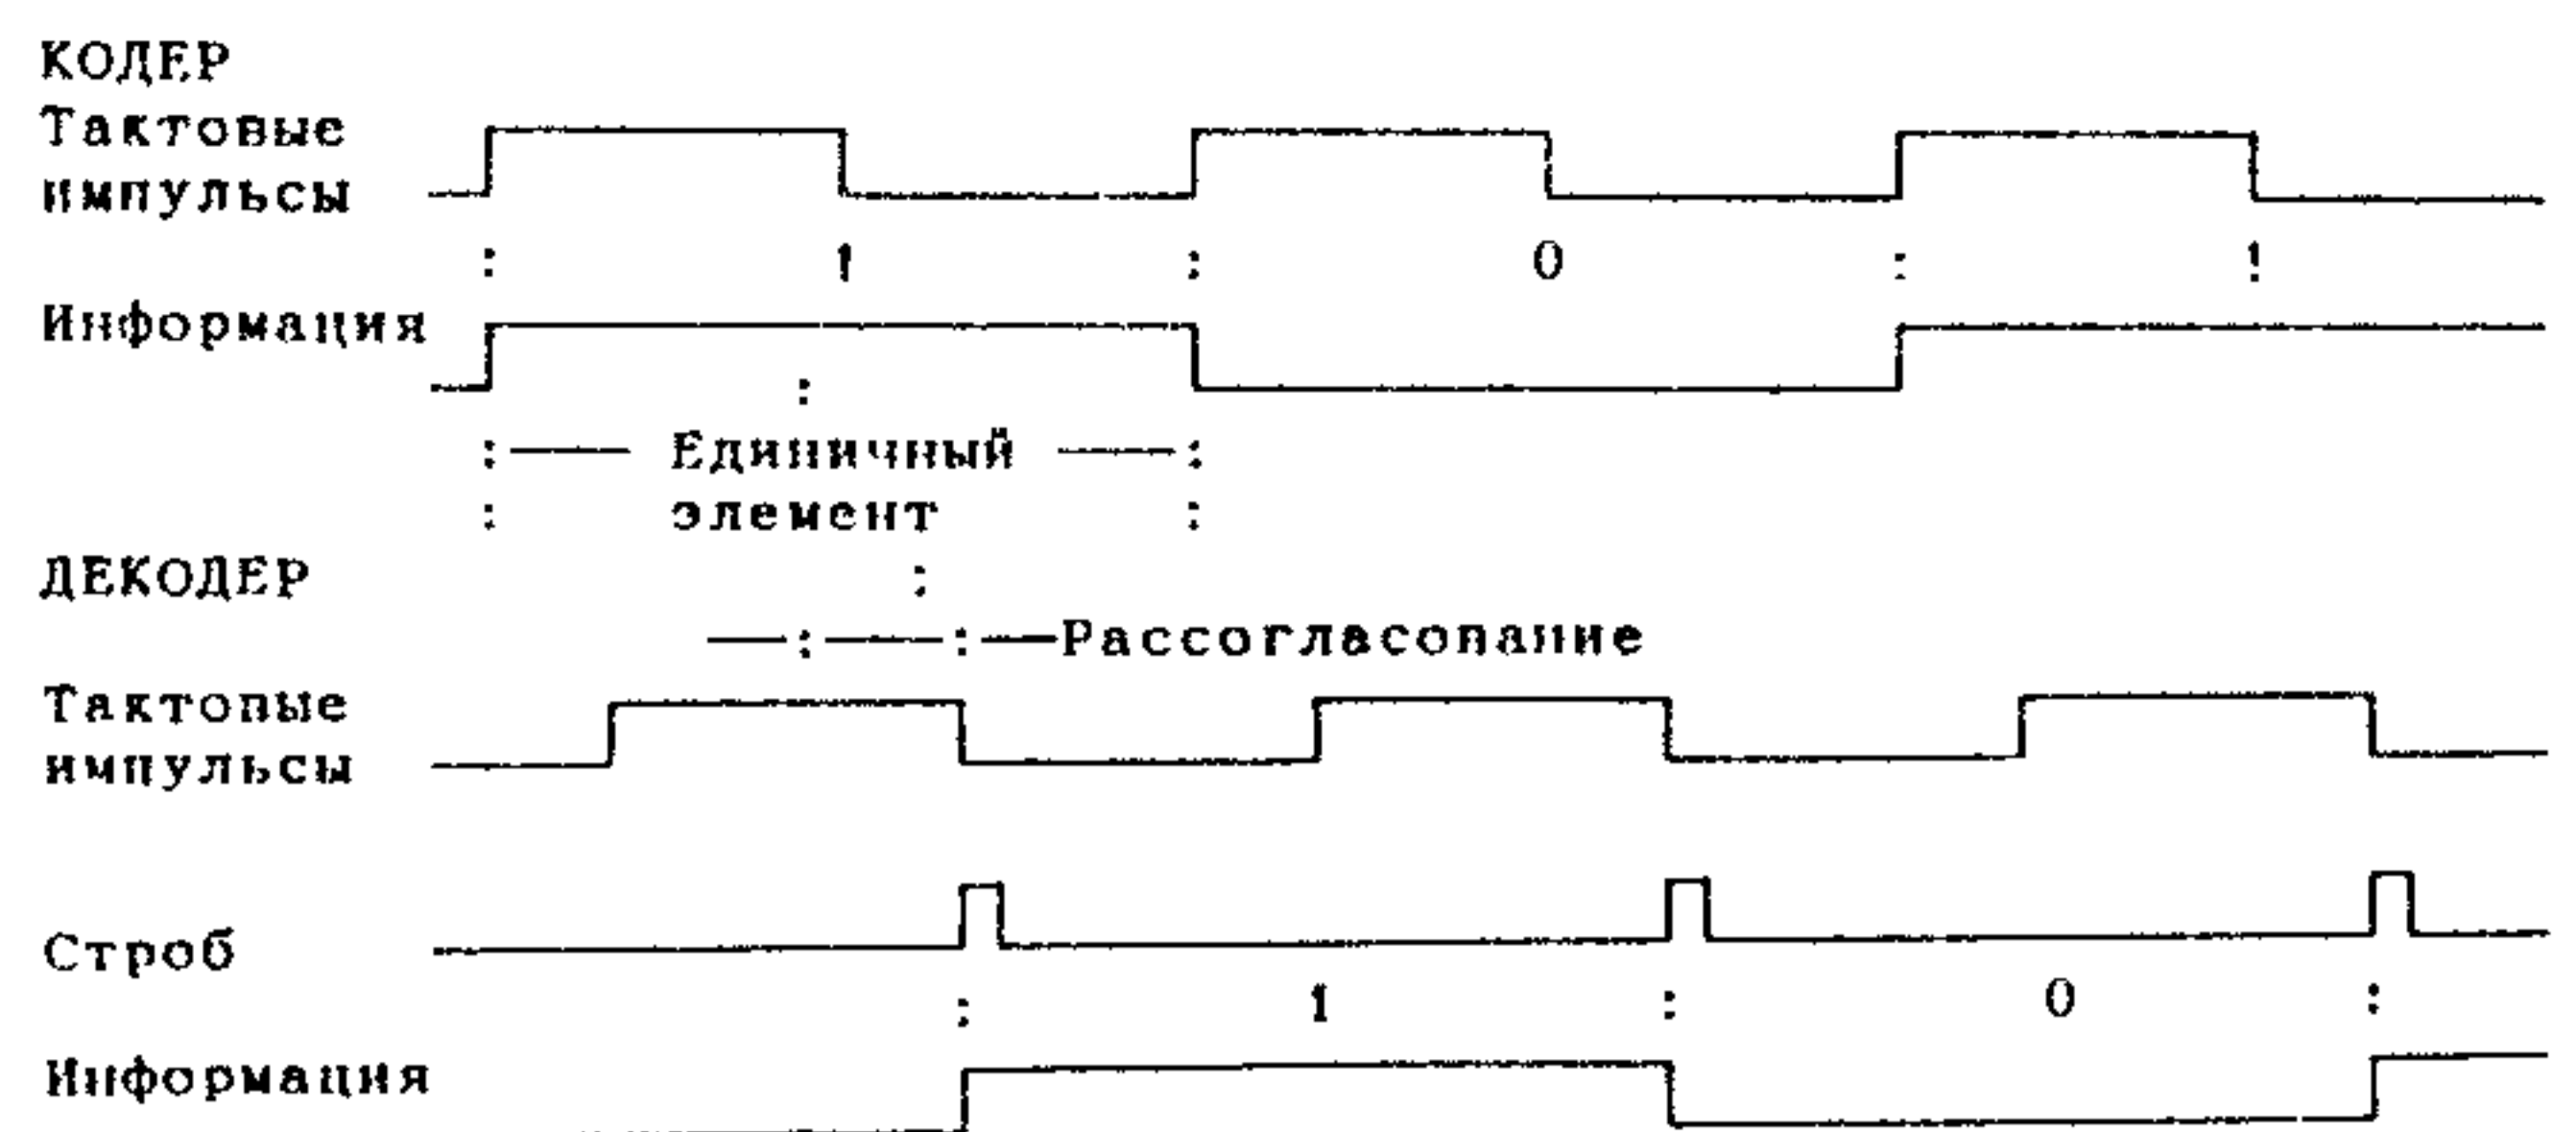 КОДЕР
Тактовые
импульсы
: 1 : 0 : 1
Информация
:
: — Единичный — :
: элемент :
ДЕКОДЕР :
— : — : — Рассогласование
Тактовые
импульсы
Строб
: 1 : 0 :
Информация